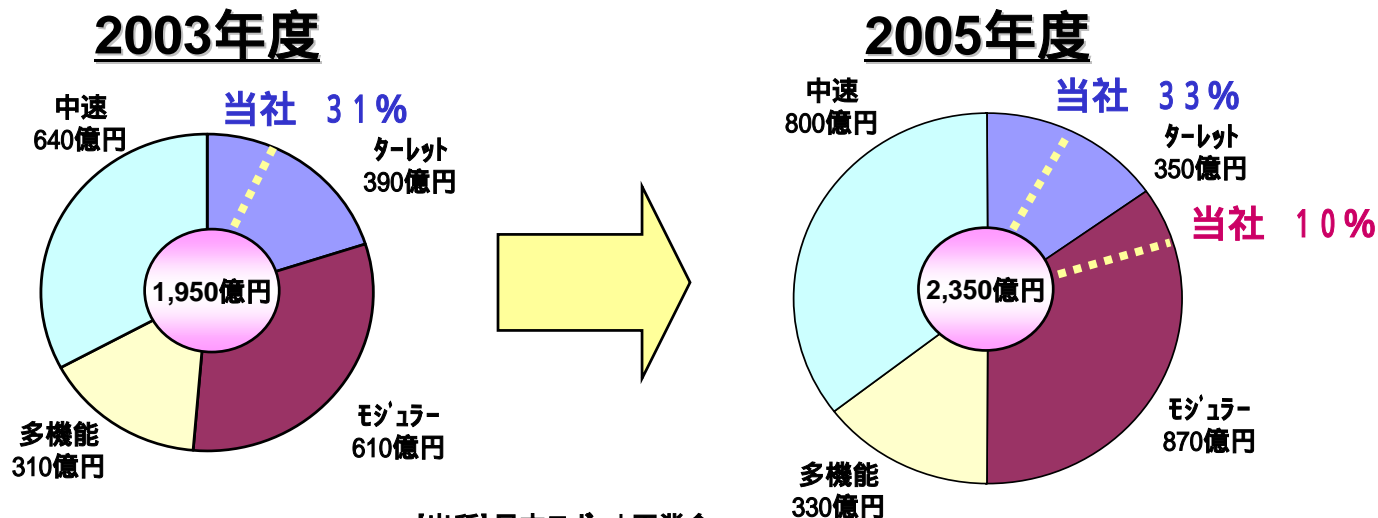 2003年度
中速
640億円
当社 31%
ﾀｰﾚｯﾄ
390億円
1,950億円
ﾓｼﾞｭﾗｰ
610億円
多機能
310億円
2005年度
中速
800億円
当社 33%
ﾀｰﾚｯﾄ
350億円
当社 10%
2,350億円
ﾓｼﾞｭﾗｰ
870億円
多機能
330億円